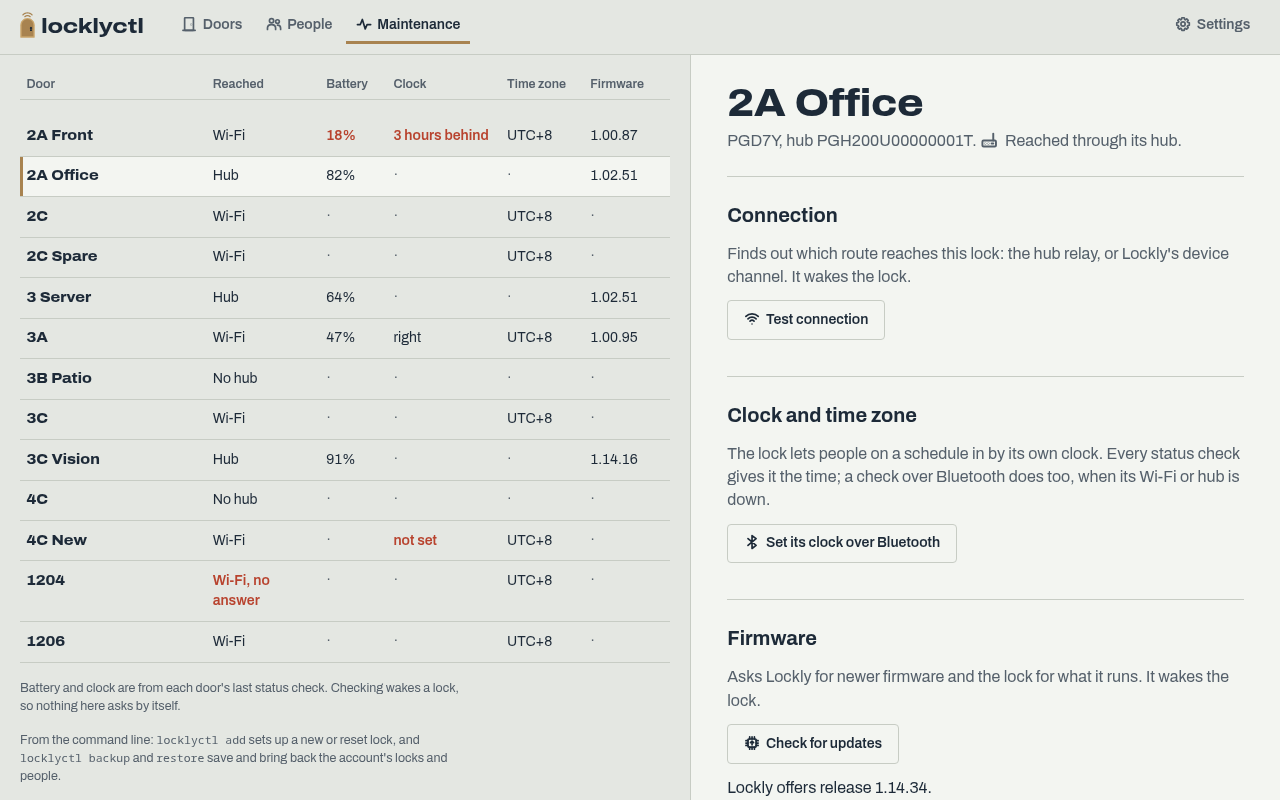 locklyctl
Doors
People
Maintenance
Settings
Door Reached Battery Clock Time zone Firmware
2A Front Wi-Fi 18% 3 hours behind UTC+8 1.00.87
2A Office Hub 82% · · 1.02.51
2C Wi-Fi · · UTC+8 ·
2C Spare Wi-Fi · · UTC+8 ·
3 Server Hub 64% · · 1.02.51
3A Wi-Fi 47% right UTC+8 1.00.95
3B Patio No hub · · · ·
3C Wi-Fi · · UTC+8 ·
3C Vision Hub 91% · · 1.14.16
4C No hub · · · ·
4C New Wi-Fi · not set UTC+8 ·
1204 Wi-Fi, no answer · · UTC+8 ·
1206 Wi-Fi · · UTC+8 ·
Battery and clock are from each door's last status check. Checking wakes a lock,
so nothing here asks by itself.
From the command line: locklyctl add sets up a new or reset lock, and
locklyctl backup and restore save and bring back the account's locks and
people.
2A Office
PGD7Y, hub PGH200U00000001T. Reached through its hub.
Connection
Finds out which route reaches this lock: the hub relay, or Lockly's device
channel. It wakes the lock.
Test connection
Clock and time zone
The lock lets people on a schedule in by its own clock. Every status check
gives it the time; a check over Bluetooth does too, when its Wi-Fi or hub is
down.
Set its clock over Bluetooth
Firmware
Asks Lockly for newer firmware and the lock for what it runs. It wakes the
lock.
Check for updates
Lockly offers release 1.14.34.